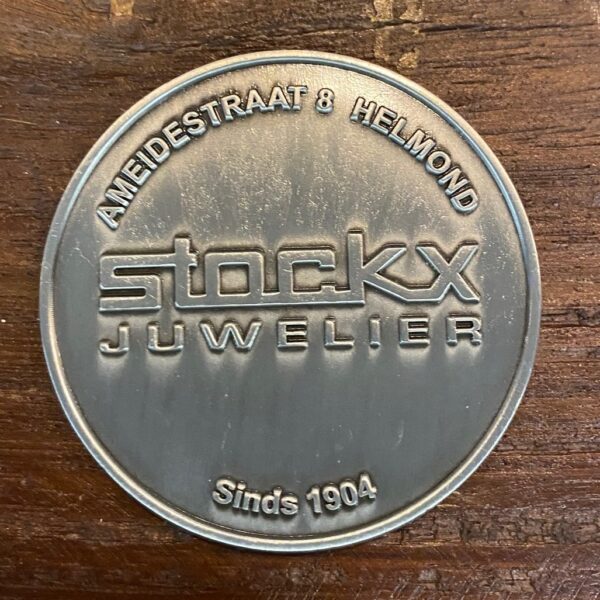 AMEIDESTRAAT 8 HELMOND
stockx
JUWELIER
Sinds 1904